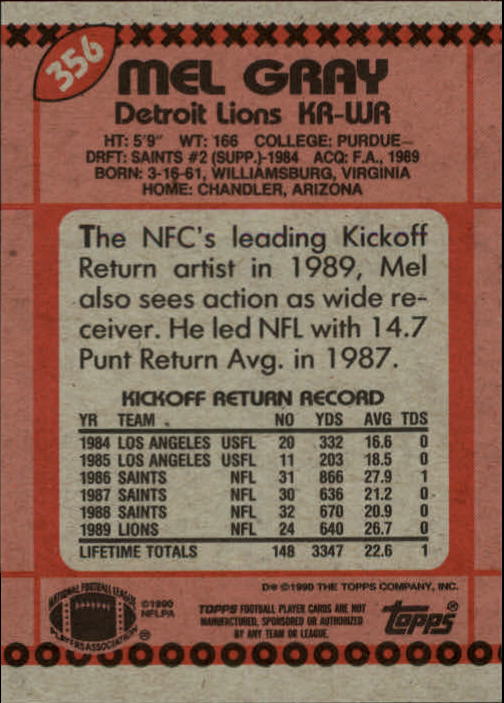 356
MEL GRAY
Detroit Lions KR-WR
HT: 5'9" WT: 166 COLLEGE: PURDUE
DRFT: SAINTS #2 (SUPP.)-1984 ACQ: F.A., 1989
BORN: 3-16-61, WILLIAMSBURG, VIRGINIA
HOME: CHANDLER, ARIZONA
The NFC's leading Kickoff
Return artist in 1989, Mel
also sees action as wide re-
ceiver. He led NFL with 14.7
Punt Return Avg. in 1987.
KICKOFF RETURN RECORD
YR TEAM NO YDS AVG TDS
1984 LOS ANGELES USFL 20 332 16.6 0
1985 LOS ANGELES USFL 11 203 18.5 0
1986 SAINTS NFL 31 866 27.9 1
1987 SAINTS NFL 30 636 21.2 0
1988 SAINTS NFL 32 670 20.9 0
1989 LIONS NFL 24 640 26.7 0
LIFETIME TOTALS 148 3347 22.6 1
D* ©1990 THE TOPPS COMPANY, INC.
NATIONAL FOOTBALL LEAGUE
PLAYERS ASSOCIATION
®
©1990
NFLPA
TOPPS FOOTBALL PLAYER CARDS ARE NOT
MANUFACTURED, SPONSORED OR AUTHORIZED
BY ANY TEAM OR LEAGUE.
topps®